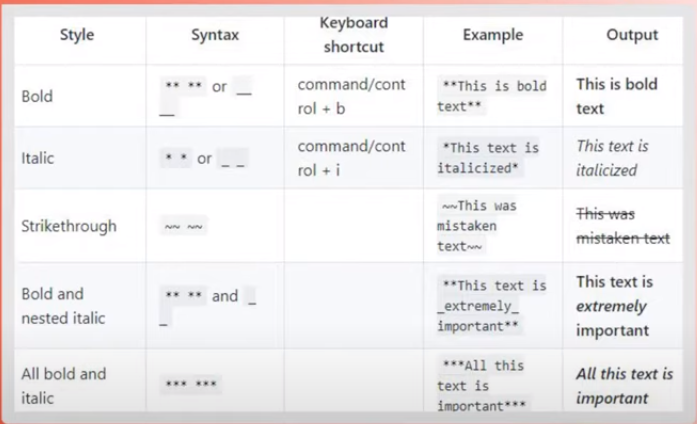 Style Syntax Keyboard shortcut Example Output
Bold ** ** or __ __ command/control + b **This is bold text** This is bold text
Italic * * or _ _ command/control + i *This text is italicized* This text is italicized
Strikethrough ~~ ~~ ~~This was mistaken text~~ This was mistaken text
Bold and nested italic ** ** and _ _ **This text is _extremely_ important** This text is extremely important
All bold and italic *** *** ***All this text is important*** All this text is important